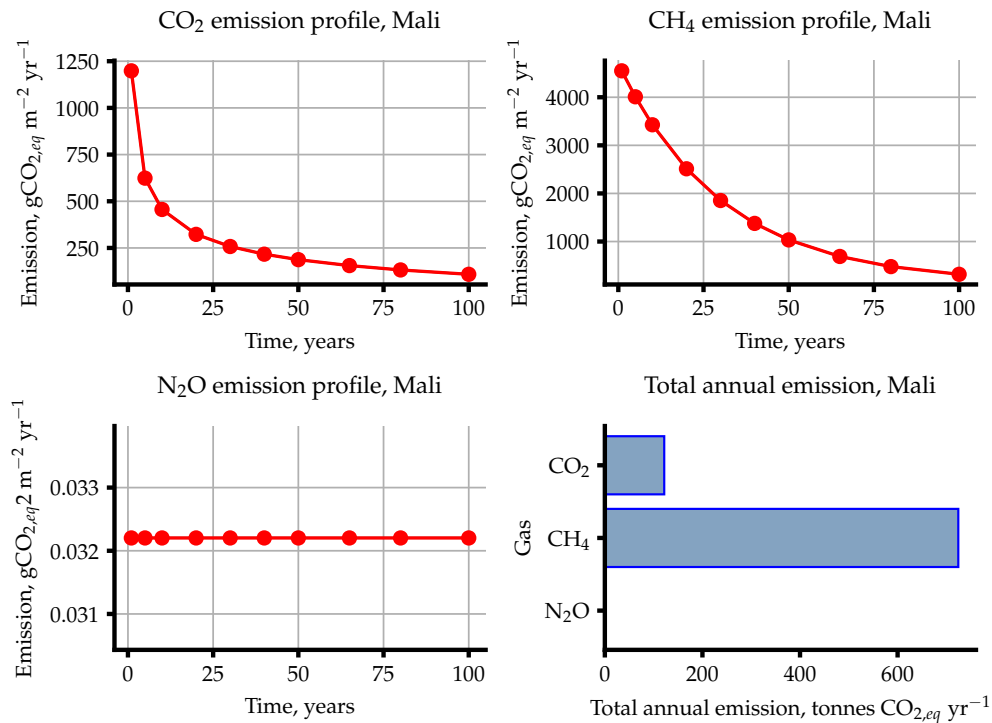 CO₂ emission profile, Mali
Emission, gCO₂,eq m⁻² yr⁻¹
1250
1000
750
500
250
0 25 50 75 100
Time, years
CH₄ emission profile, Mali
Emission, gCO₂,eq m⁻² yr⁻¹
4000
3000
2000
1000
0 25 50 75 100
Time, years
N₂O emission profile, Mali
Emission, gCO₂,eq2 m⁻² yr⁻¹
0.033
0.032
0.031
0 25 50 75 100
Time, years
Total annual emission, Mali
Gas
CO₂
CH₄
N₂O
0 200 400 600
Total annual emission, tonnes CO₂,eq yr⁻¹